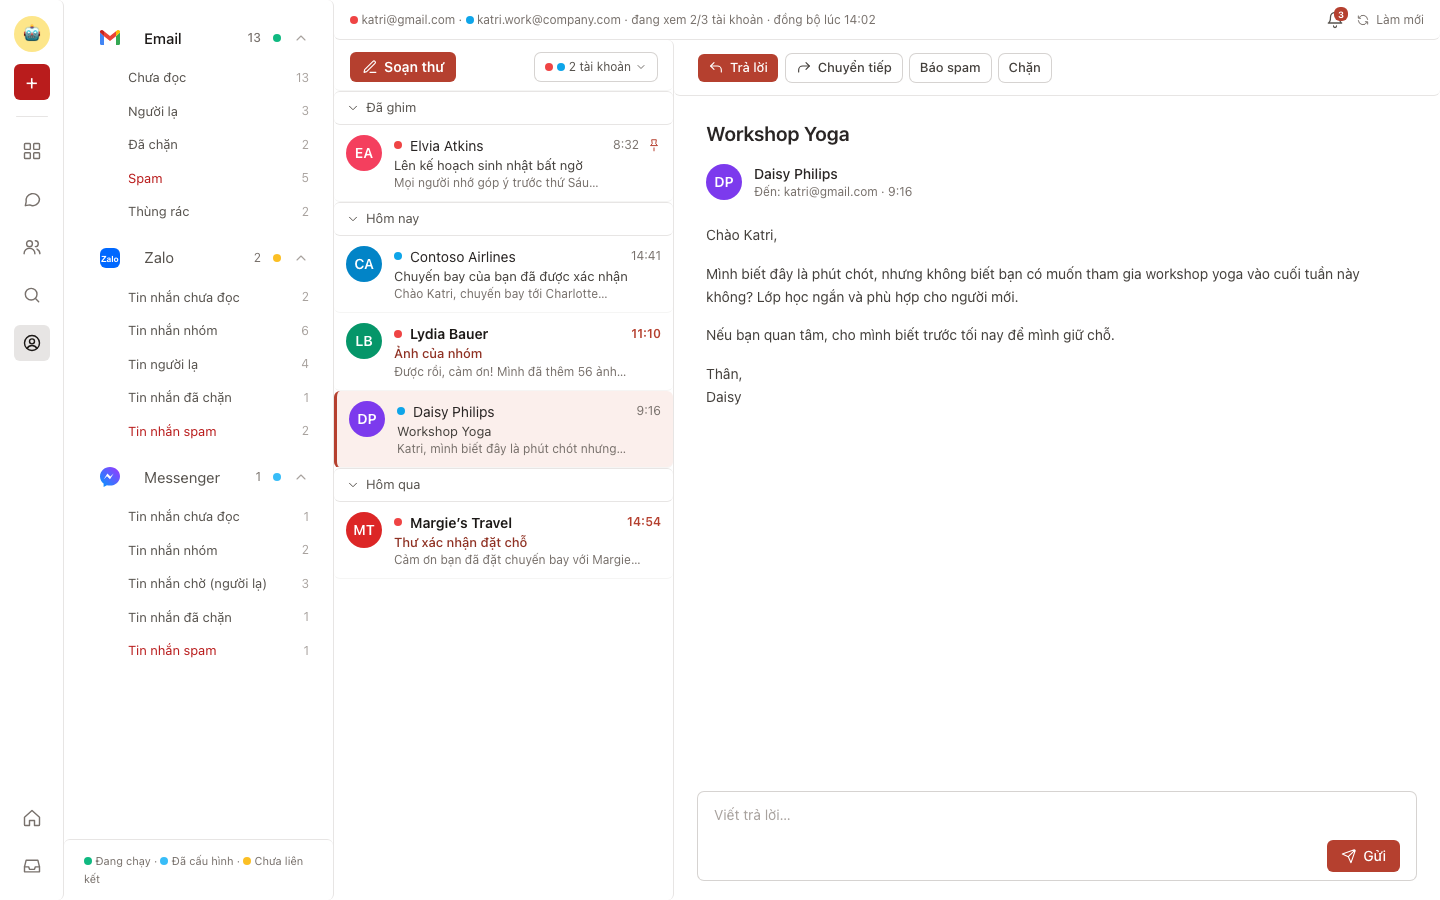 Email 13
Chưa đọc 13
Người lạ 3
Đã chặn 2
Spam 5
Thùng rác 2
Zalo Zalo 2
Tin nhắn chưa đọc 2
Tin nhắn nhóm 6
Tin người lạ 4
Tin nhắn đã chặn 1
Tin nhắn spam 2
Messenger 1
Tin nhắn chưa đọc 1
Tin nhắn nhóm 2
Tin nhắn chờ (người lạ) 3
Tin nhắn đã chặn 1
Tin nhắn spam 1
Đang chạy · Đã cấu hình · Chưa liên
kết
katri@gmail.com · katri.work@company.com · đang xem 2/3 tài khoản · đồng bộ lúc 14:02
3 Làm mới
Soạn thư 2 tài khoản
Đã ghim
EA Elvia Atkins 8:32
Lên kế hoạch sinh nhật bất ngờ
Mọi người nhớ góp ý trước thứ Sáu...
Hôm nay
CA Contoso Airlines 14:41
Chuyến bay của bạn đã được xác nhận
Chào Katri, chuyến bay tới Charlotte...
LB Lydia Bauer 11:10
Ảnh của nhóm
Được rồi, cảm ơn! Mình đã thêm 56 ảnh...
DP Daisy Philips 9:16
Workshop Yoga
Katri, mình biết đây là phút chót nhưng...
Hôm qua
MT Margie’s Travel 14:54
Thư xác nhận đặt chỗ
Cảm ơn bạn đã đặt chuyến bay với Margie...
Trả lời Chuyển tiếp Báo spam Chặn
Workshop Yoga
DP Daisy Philips
Đến: katri@gmail.com · 9:16
Chào Katri,
Mình biết đây là phút chót, nhưng không biết bạn có muốn tham gia workshop yoga vào cuối tuần này
không? Lớp học ngắn và phù hợp cho người mới.
Nếu bạn quan tâm, cho mình biết trước tối nay để mình giữ chỗ.
Thân,
Daisy
Viết trả lời...
Gửi